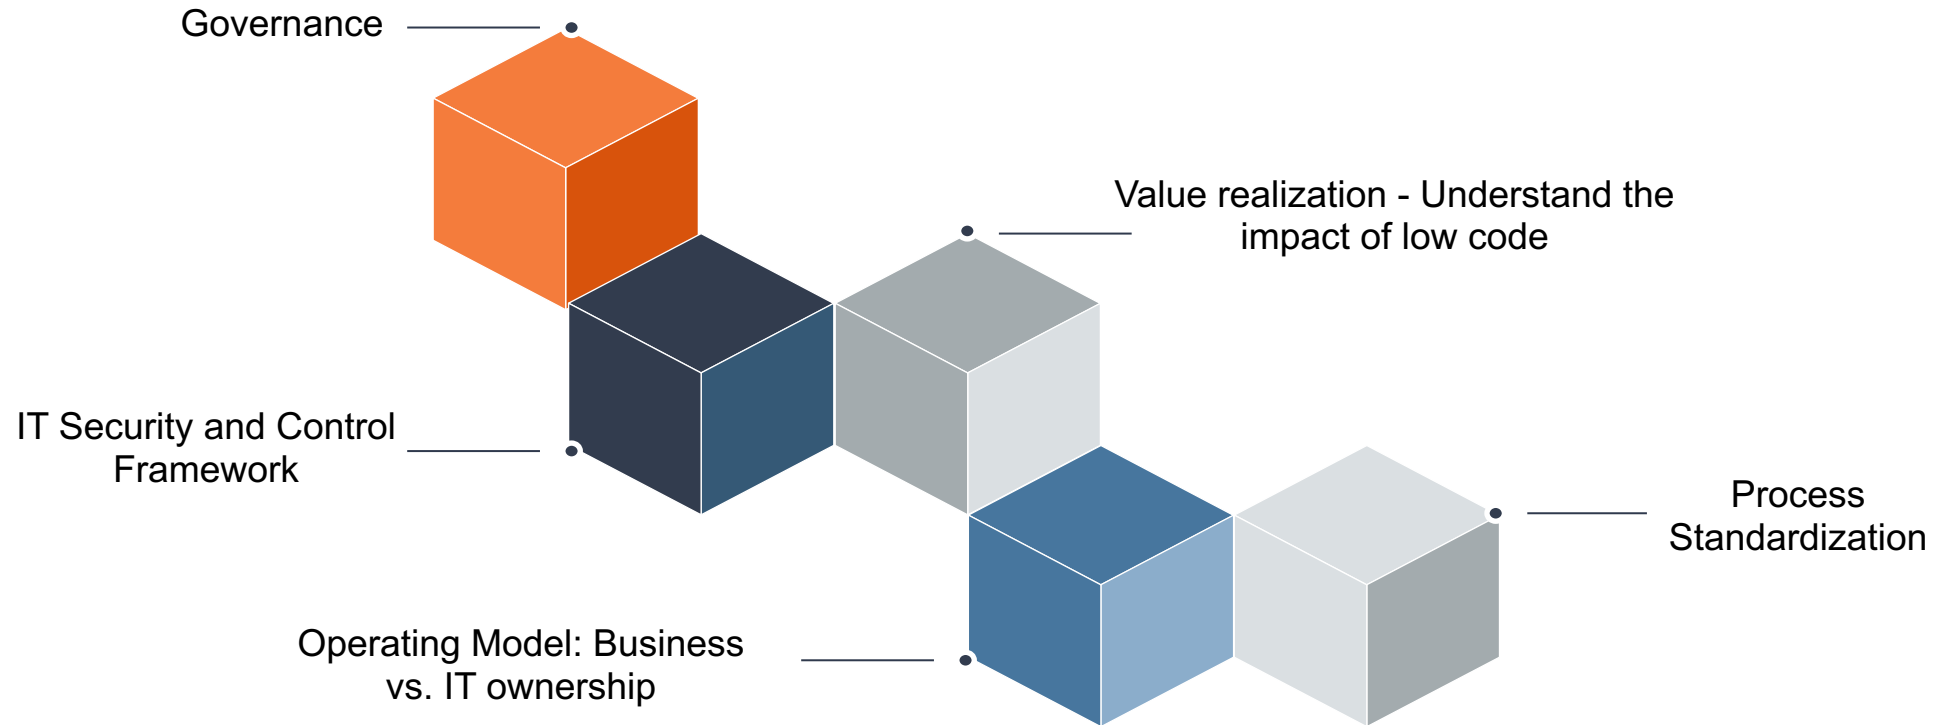 Governance
Value realization - Understand the
impact of low code
IT Security and Control
Framework
Process
Standardization
Operating Model: Business
vs. IT ownership